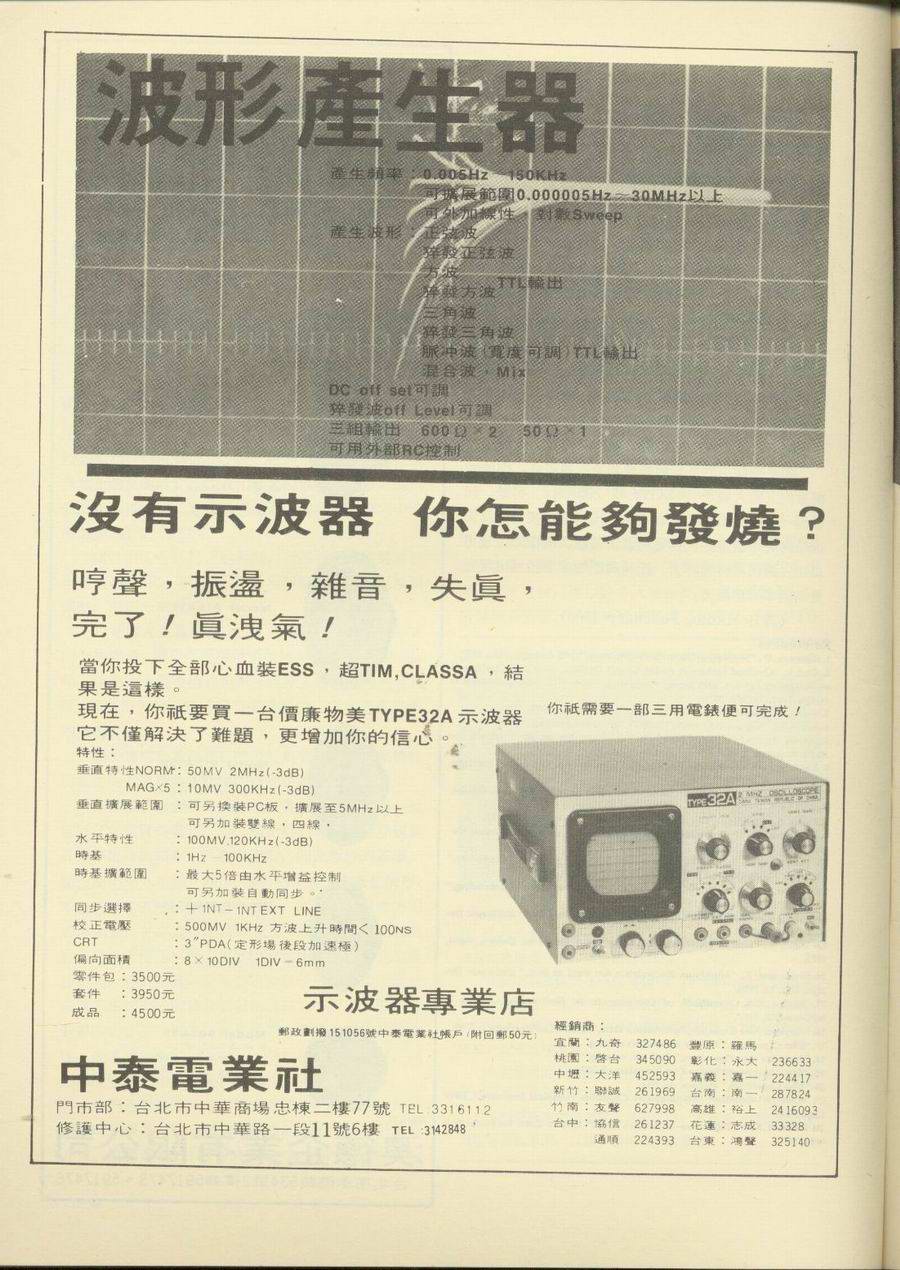 波形產生器
產生頻率：0.005Hz～150KHz
可擴展範圍0.000005Hz～30MHz以上
可外加線性，對數Sweep
產生波形：正弦波
猝發正弦波
方波
猝發方波 TTL輸出
三角波
猝發三角波
脈冲波(寬度可調)TTL輸出
混合波，Mix
DC off set可調
猝發波off Level可調
三組輸出 600Ω×2 50Ω×1
可用外部RC控制
沒有示波器 你怎能夠發燒？
哼聲，振盪，雜音，失眞，
完了！眞洩氣！
當你投下全部心血裝ESS，超TIM,CLASSA，結
果是這樣。
現在，你祇要買一台價廉物美TYPE32A示波器
它不僅解決了難題，更增加你的信心。
你祇需要一部三用電錶便可完成！
特性：
垂直特性NORM：50MV 2MHz(-3dB)
MAG×5：10MV 300KHz(-3dB)
垂直擴展範圍：可另換裝PC板，擴展至5MHz以上
可另加裝雙線，四線，
水平特性：100MV.120KHz(-3dB)
時基：1Hz—100KHz
時基擴範圍：最大5倍由水平增益控制
可另加裝自動同步。
同步選擇：＋INT－INT EXT LINE
校正電壓：500MV 1KHz 方波上升時間＜100NS
CRT：3"PDA(定形場後段加速極)
偏向面積：8×10DIV 1DIV＝6mm
零件包：3500元
套件：3950元
成品：4500元
TYPE 32A 2 MHZ OSCILLOSCOPE
TAIWAN REPUBLIC OF CHINA
示波器專業店
郵政劃撥151056號中泰電業社帳戶(附回郵50元)
中泰電業社
門市部：台北市中華商場忠棟二樓77號 TEL 3316112
修護中心：台北市中華路一段11號6樓 TEL:3142848
經銷商：
宜蘭：九奇 327486 豐原：羅馬
桃園：啓台 345090 彰化：永大 236633
中壢：大洋 452593 嘉義：嘉一 224417
新竹：聯誠 261969 台南：南一 287824
竹南：友聲 627998 高雄：裕上 2416093
台中：協信 261237 花蓮：志成 33328
通順 224393 台東：鴻聲 325140